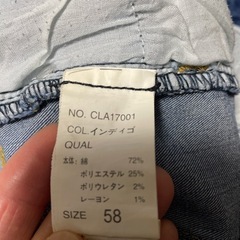 NO. CLA17001
COL.インディゴ
QUAL
本体: 綿 72%
ポリエステル 25%
ポリウレタン 2%
レーヨン 1%
SIZE 58